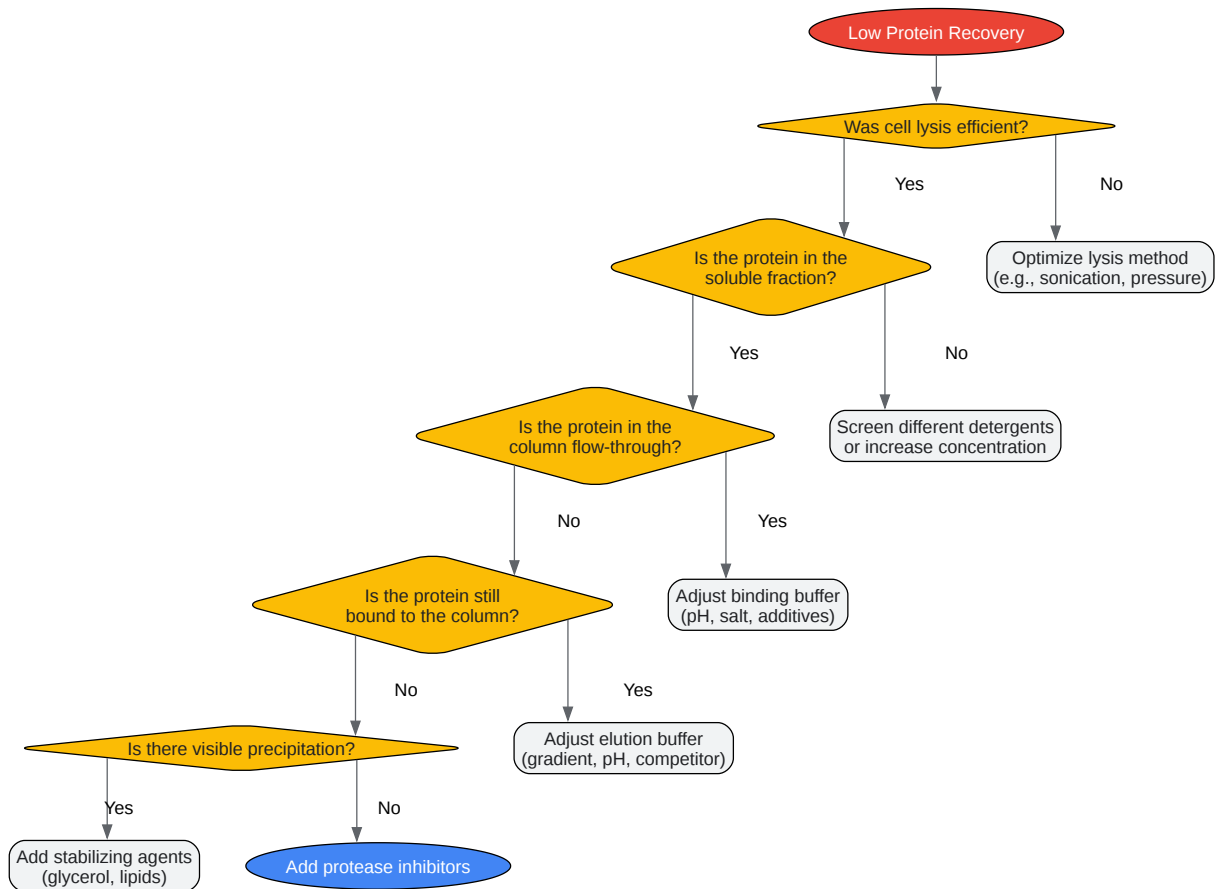 Low Protein Recovery
Was cell lysis efficient?
Yes
No
Is the protein in the
soluble fraction?
Optimize lysis method
(e.g., sonication, pressure)
Yes
No
Is the protein in the
column flow-through?
Screen different detergents
or increase concentration
No
Yes
Is the protein still
bound to the column?
Adjust binding buffer
(pH, salt, additives)
No
Yes
Is there visible precipitation?
Adjust elution buffer
(gradient, pH, competitor)
Yes
No
Add stabilizing agents
(glycerol, lipids)
Add protease inhibitors